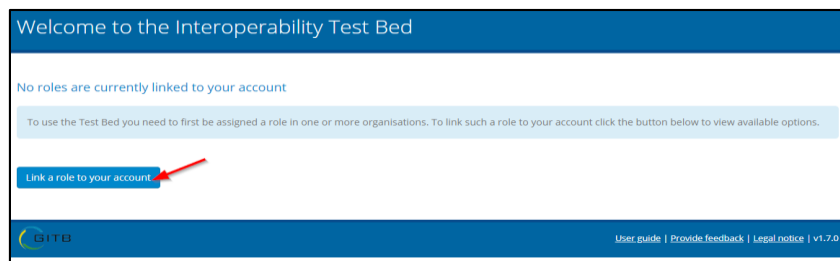 Welcome to the Interoperability Test Bed
No roles are currently linked to your account
To use the Test Bed you need to first be assigned a role in one or more organisations. To link such a role to your account click the button below to view available options.
Link a role to your account
GITB
User guide | Provide feedback | Legal notice | v1.7.0